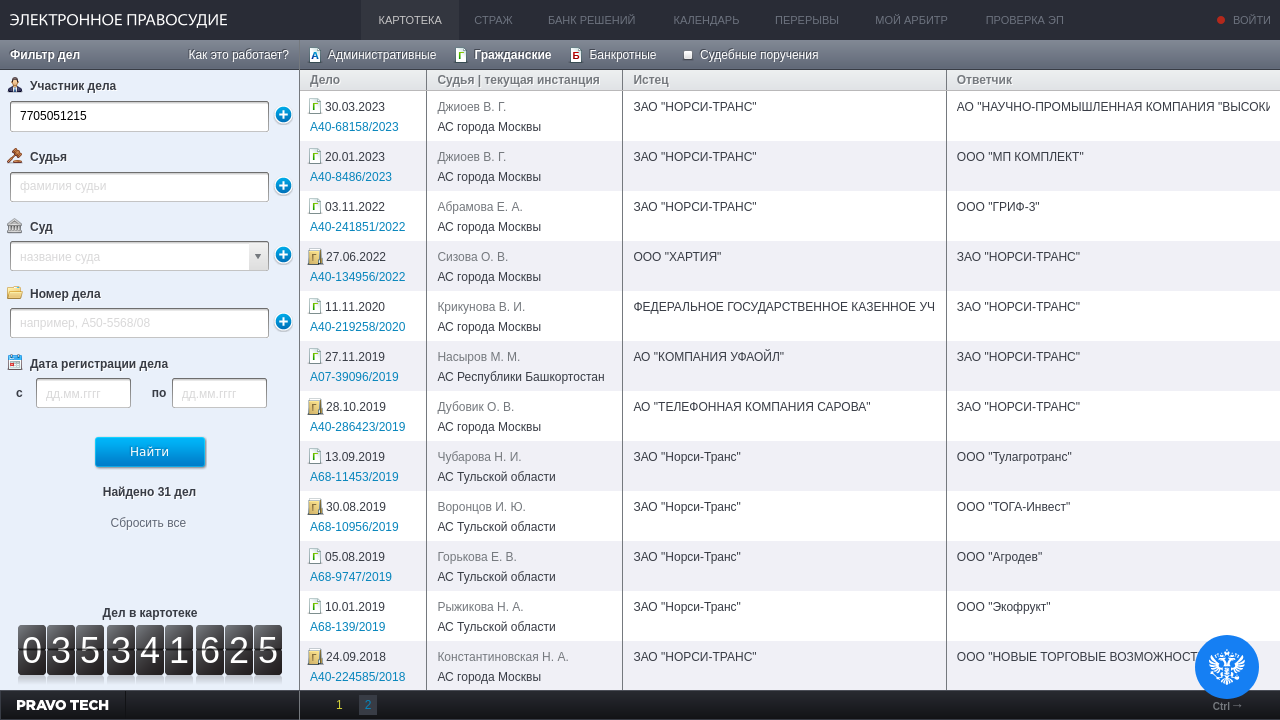 ЭЛЕКТРОННОЕ ПРАВОСУДИЕ КАРТОТЕКА СТРАЖ БАНК РЕШЕНИЙ КАЛЕНДАРЬ ПЕРЕРЫВЫ МОЙ АРБИТР ПРОВЕРКА ЭП ВОЙТИ
Фильтр дел Как это работает? А Административные Г Гражданские Б Банкротные Судебные поручения
Участник дела
7705051215
Судья
фамилия судьи
Суд
название суда
Номер дела
например, А50-5568/08
Дата регистрации дела
с дд.мм.гггг по дд.мм.гггг
Найти
Найдено 31 дел
Сбросить все
Дел в картотеке
035341625
PRAVO TECH
Дело Судья | текущая инстанция Истец Ответчик
Г 30.03.2023 Джиоев В. Г. ЗАО "НОРСИ-ТРАНС" АО "НАУЧНО-ПРОМЫШЛЕННАЯ КОМПАНИЯ "ВЫСОКИ
А40-68158/2023 АС города Москвы
Г 20.01.2023 Джиоев В. Г. ЗАО "НОРСИ-ТРАНС" ООО "МП КОМПЛЕКТ"
А40-8486/2023 АС города Москвы
Г 03.11.2022 Абрамова Е. А. ЗАО "НОРСИ-ТРАНС" ООО "ГРИФ-3"
А40-241851/2022 АС города Москвы
Г 27.06.2022 Сизова О. В. ООО "ХАРТИЯ" ЗАО "НОРСИ-ТРАНС"
А40-134956/2022 АС города Москвы
Г 11.11.2020 Крикунова В. И. ФЕДЕРАЛЬНОЕ ГОСУДАРСТВЕННОЕ КАЗЕННОЕ УЧ ЗАО "НОРСИ-ТРАНС"
А40-219258/2020 АС города Москвы
Г 27.11.2019 Насыров М. М. АО "КОМПАНИЯ УФАОЙЛ" ЗАО "НОРСИ-ТРАНС"
А07-39096/2019 АС Республики Башкортостан
Г 28.10.2019 Дубовик О. В. АО "ТЕЛЕФОННАЯ КОМПАНИЯ САРОВА" ЗАО "НОРСИ-ТРАНС"
А40-286423/2019 АС города Москвы
Г 13.09.2019 Чубарова Н. И. ЗАО "Норси-Транс" ООО "Тулагротранс"
А68-11453/2019 АС Тульской области
Г 30.08.2019 Воронцов И. Ю. ЗАО "Норси-Транс" ООО "ТОГА-Инвест"
А68-10956/2019 АС Тульской области
Г 05.08.2019 Горькова Е. В. ЗАО "Норси-Транс" ООО "Агродев"
А68-9747/2019 АС Тульской области
Г 10.01.2019 Рыжикова Н. А. ЗАО "Норси-Транс" ООО "Экофрукт"
А68-139/2019 АС Тульской области
Г 24.09.2018 Константиновская Н. А. ЗАО "НОРСИ-ТРАНС" ООО "НОВЫЕ ТОРГОВЫЕ ВОЗМОЖНОСТ
А40-224585/2018 АС города Москвы
1 2 Ctrl →